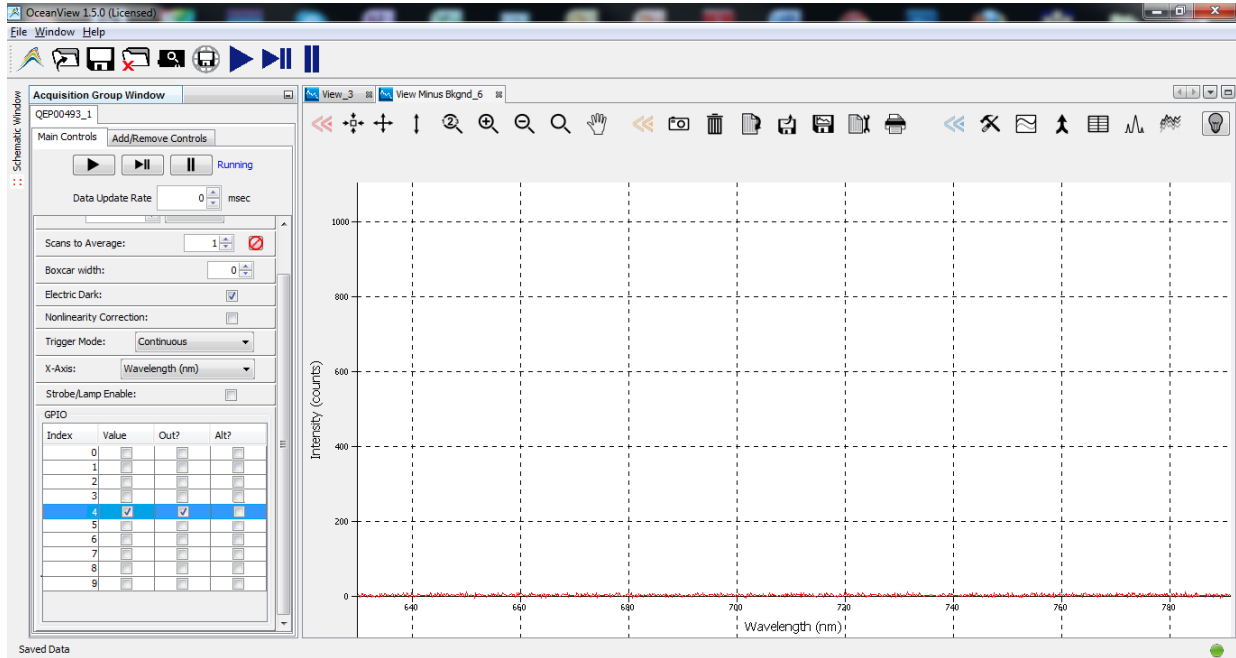 OceanView 1.5.0 (Licensed)
File Window Help
Schematic Window
Acquisition Group Window
QEP00493_1
Main Controls Add/Remove Controls
Running
Data Update Rate 0 msec
Scans to Average: 1
Boxcar width: 0
Electric Dark:
Nonlinearity Correction:
Trigger Mode: Continuous
X-Axis: Wavelength (nm)
Strobe/Lamp Enable:
GPIO
Index Value Out? Alt?
0
1
2
3
4
5
6
7
8
9
View_3 View Minus Bkgnd_6
2
Intensity (counts)
1000
800
600
400
200
0
640 660 680 700 720 740 760 780
Wavelength (nm)
Saved Data